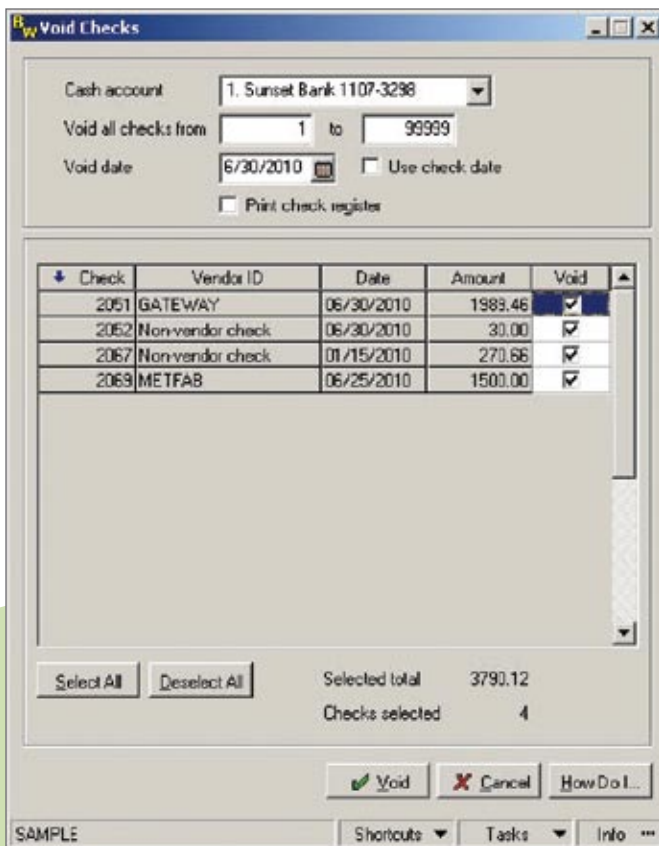 BW Void Checks
Cash account 1. Sunset Bank 1107-3298
Void all checks from 1 to 99999
Void date 6/30/2010 Use check date
Print check register
Check Vendor ID Date Amount Void
2051 GATEWAY 06/30/2010 1989.46
2052 Non-vendor check 06/30/2010 30.00
2067 Non-vendor check 01/15/2010 270.66
2069 METFAB 06/25/2010 1500.00
Select All Deselect All Selected total 3790.12
Checks selected 4
Void Cancel How Do I...
SAMPLE Shortcuts Tasks Info ...